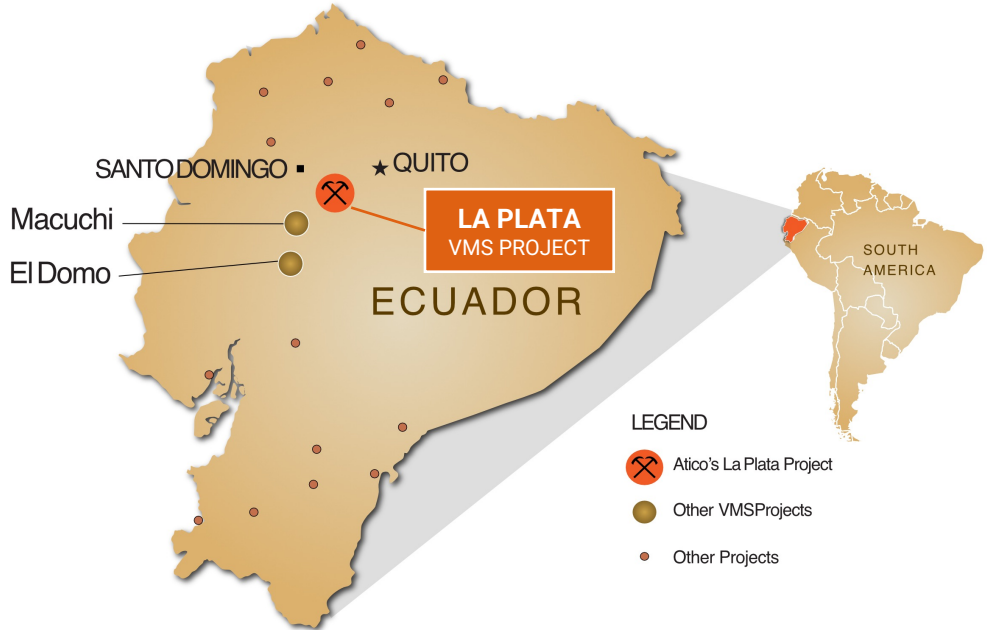 SANTO DOMINGO
QUITO
Macuchi
LA PLATA
VMS PROJECT
El Domo
ECUADOR
SOUTH
AMERICA
LEGEND
Atico's La Plata Project
Other VMSProjects
Other Projects